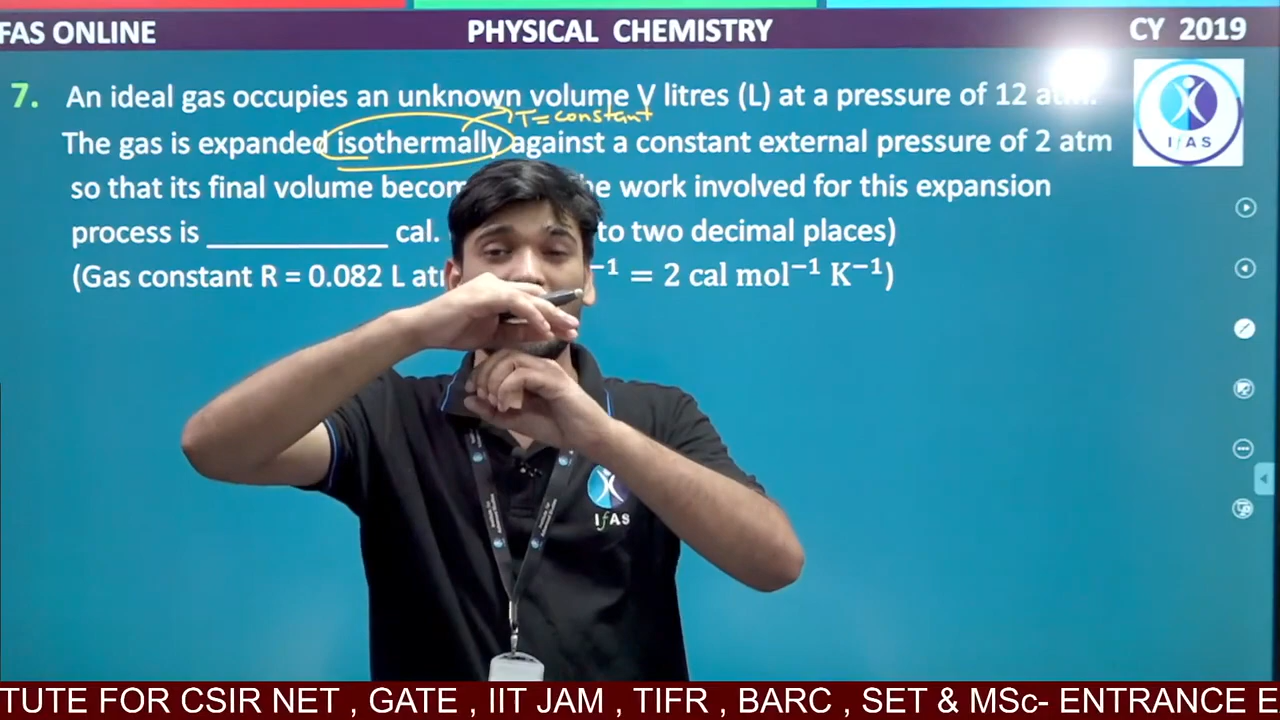 FAS ONLINE
PHYSICAL CHEMISTRY
CY 2019
7. An ideal gas occupies an unknown volume V litres (L) at a pressure of 12
T = constant
The gas is expanded isothermally against a constant external pressure of 2 atm
so that its final volume work involved for this expansion
process is ____________ cal. to two decimal places)
(Gas constant R = 0.082 L ⁻¹ = 2 cal mol⁻¹ K⁻¹)
IfAS
IfAS
TUTE FOR CSIR NET , GATE , IIT JAM , TIFR , BARC , SET & MSc- ENTRANCE E